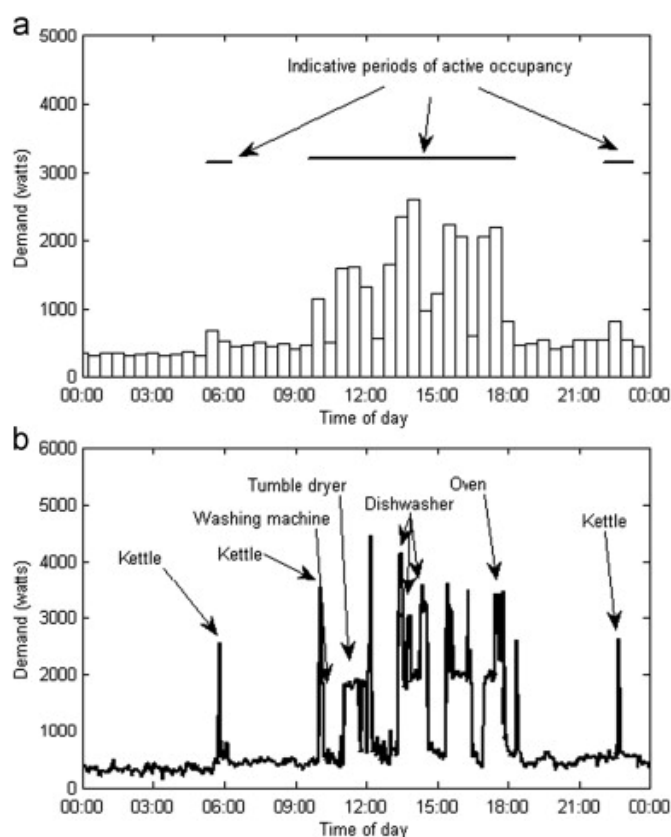 a
5000
Indicative periods of active occupancy
4000
3000
2000
1000
0
Demand (watts)
00:00 03:00 06:00 09:00 12:00 15:00 18:00 21:00 00:00
Time of day
b
6000
Tumble dryer
Oven
5000
Washing machine
Dishwasher
Kettle
Kettle
Kettle
4000
3000
2000
1000
0
Demand (watts)
00:00 03:00 06:00 09:00 12:00 15:00 18:00 21:00 00:00
Time of day